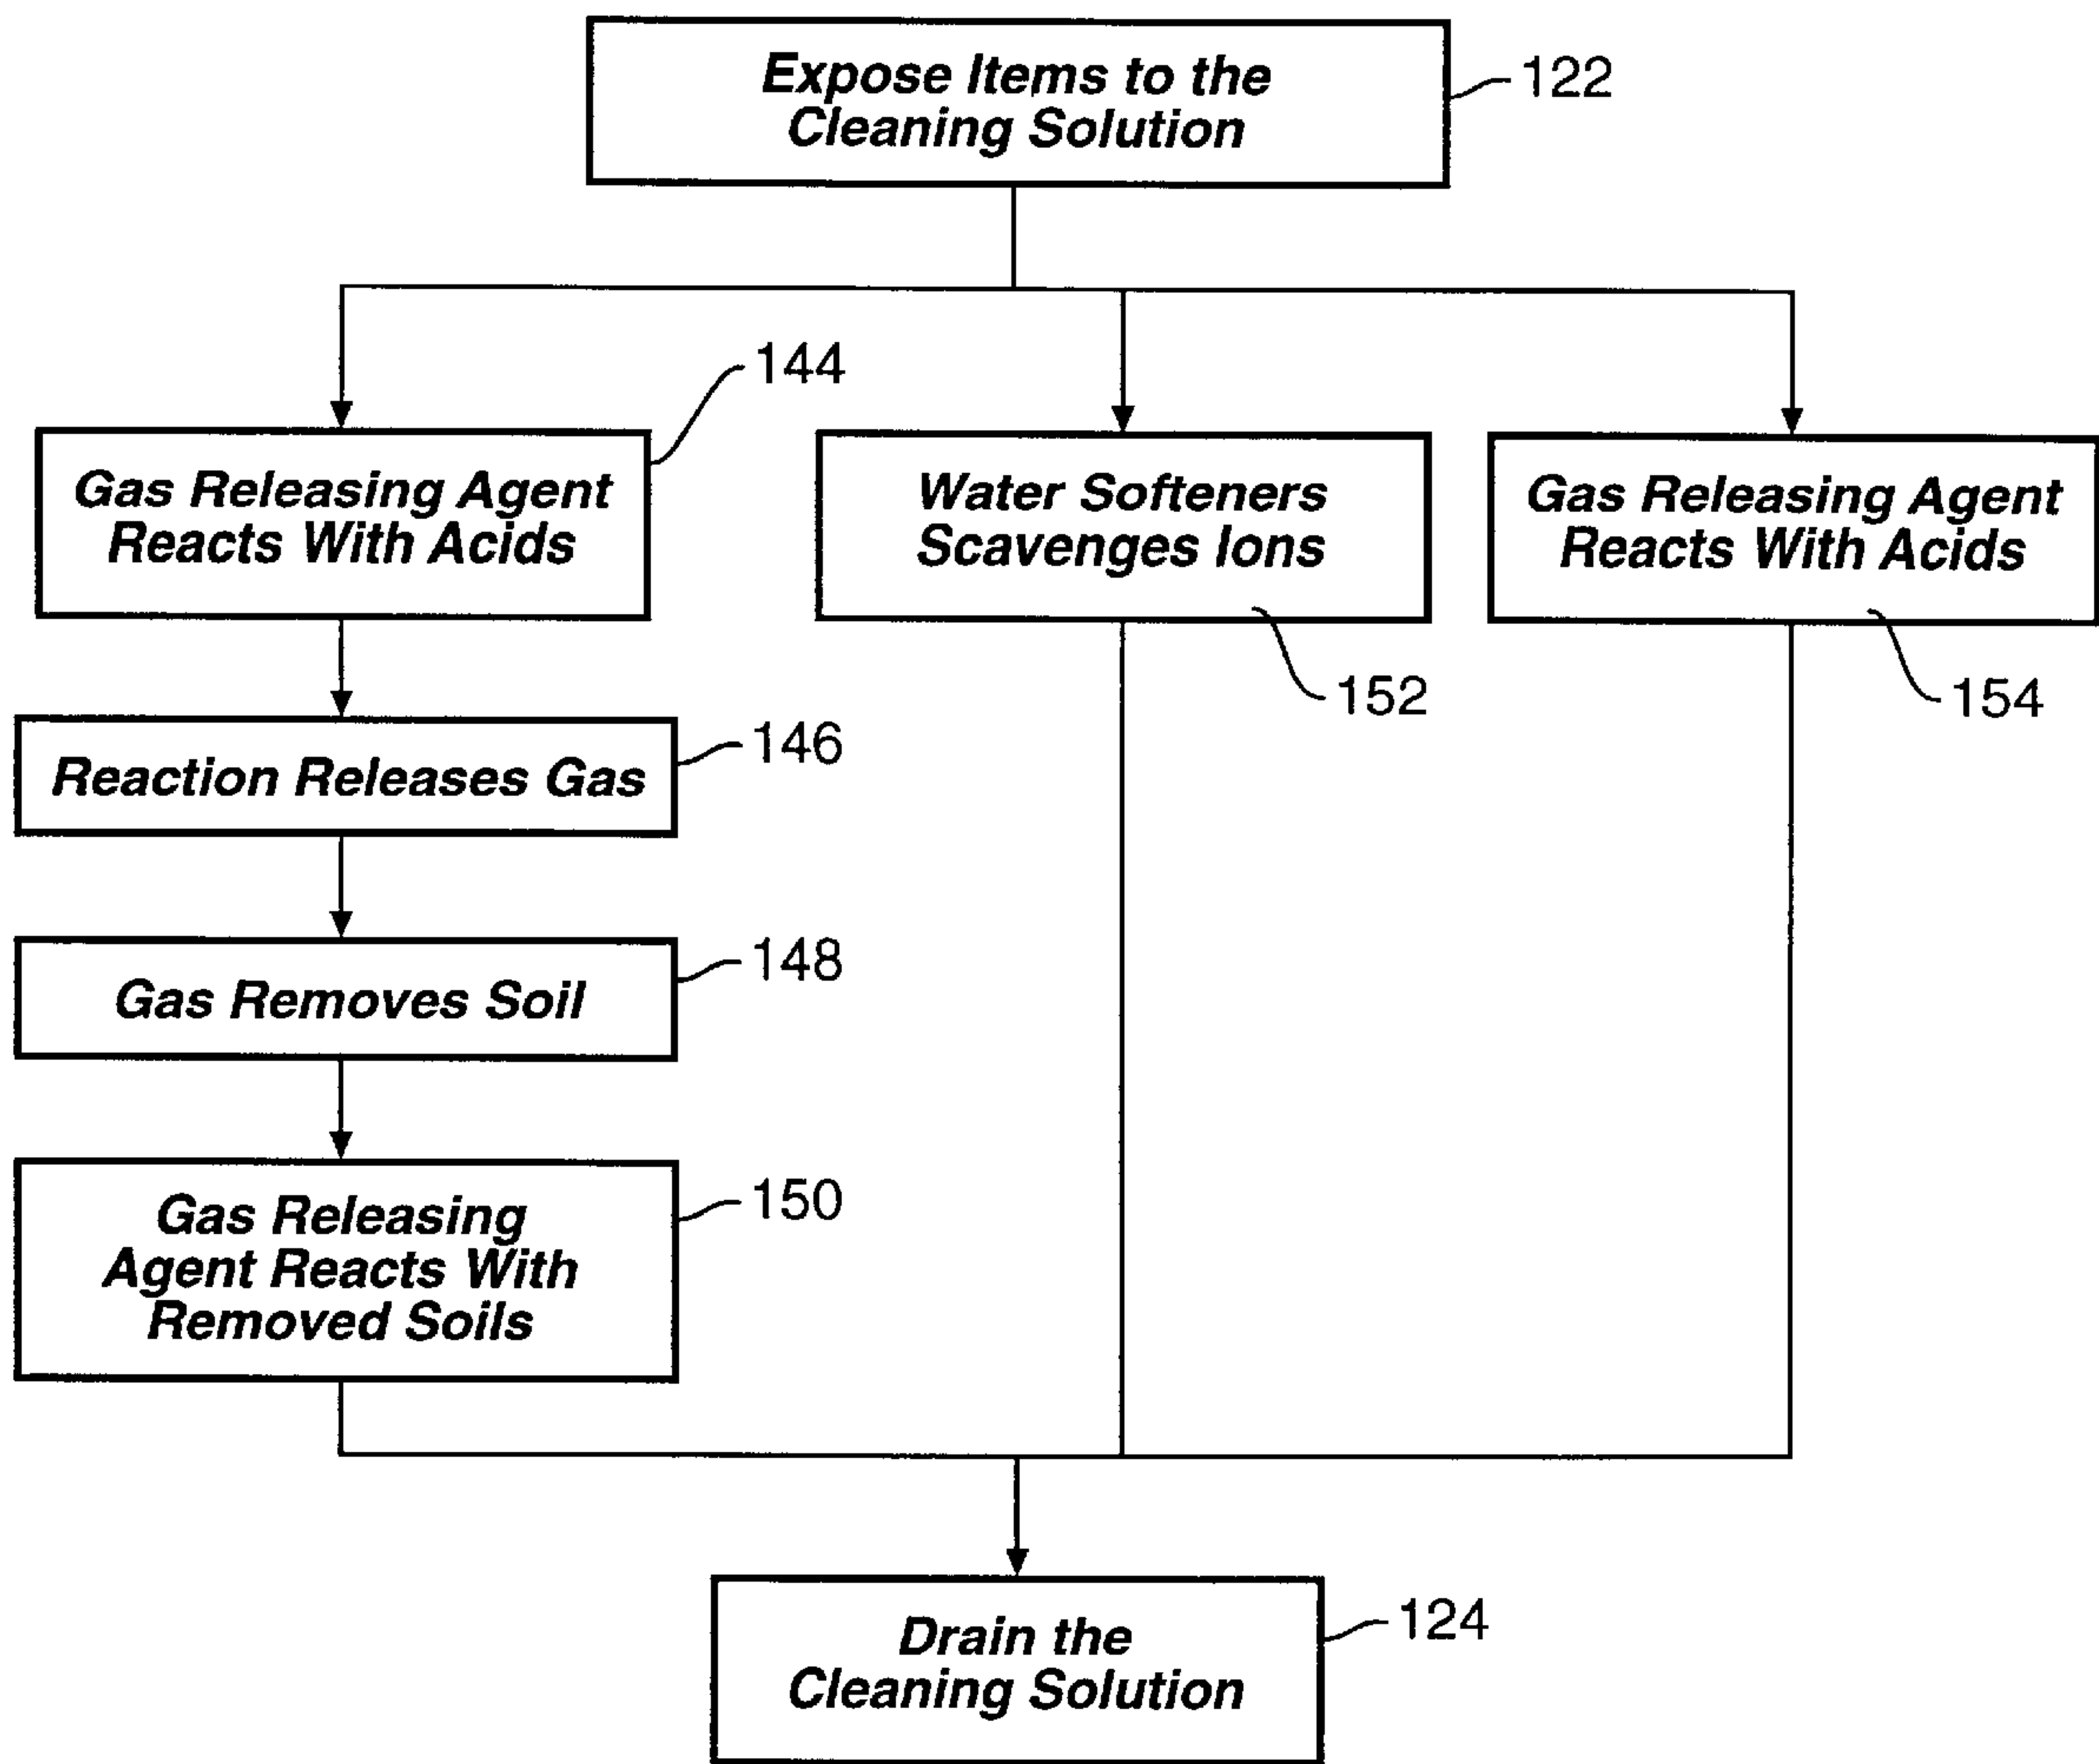 Expose Items to the
Cleaning Solution
122
144
Gas Releasing Agent
Reacts With Acids
Water Softeners
Scavenges Ions
152
Gas Releasing Agent
Reacts With Acids
154
Reaction Releases Gas
146
Gas Removes Soil
148
Gas Releasing
Agent Reacts With
Removed Soils
150
Drain the
Cleaning Solution
124